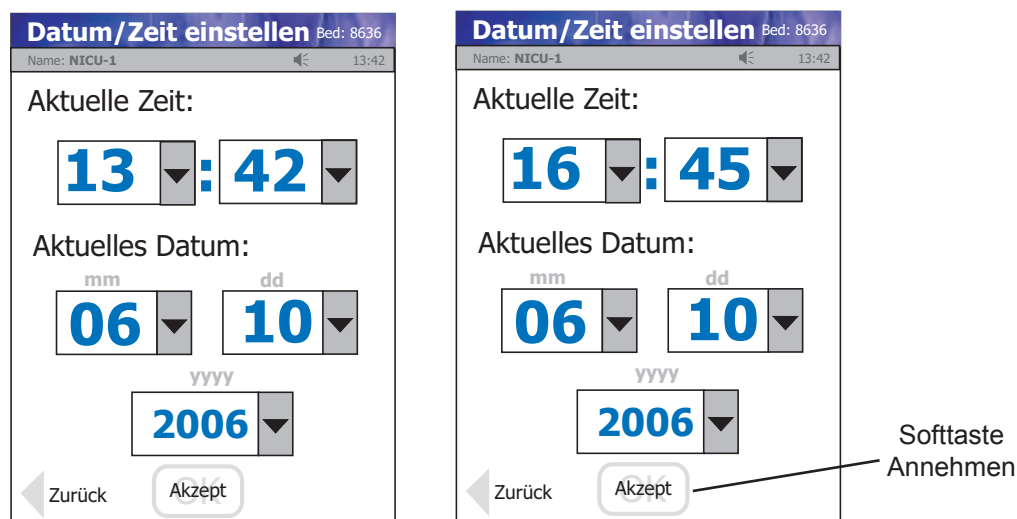 Datum/Zeit einstellen Bed: 8636
Name: NICU-1 13:42
Aktuelle Zeit:
13 : 42
Aktuelles Datum:
mm dd
06 10
yyyy
2006
Zurück
OK
Akzept
Datum/Zeit einstellen Bed: 8636
Name: NICU-1 13:42
Aktuelle Zeit:
16 : 45
Aktuelles Datum:
mm dd
06 10
yyyy
2006
Zurück
OK
Akzept
Softtaste
Annehmen